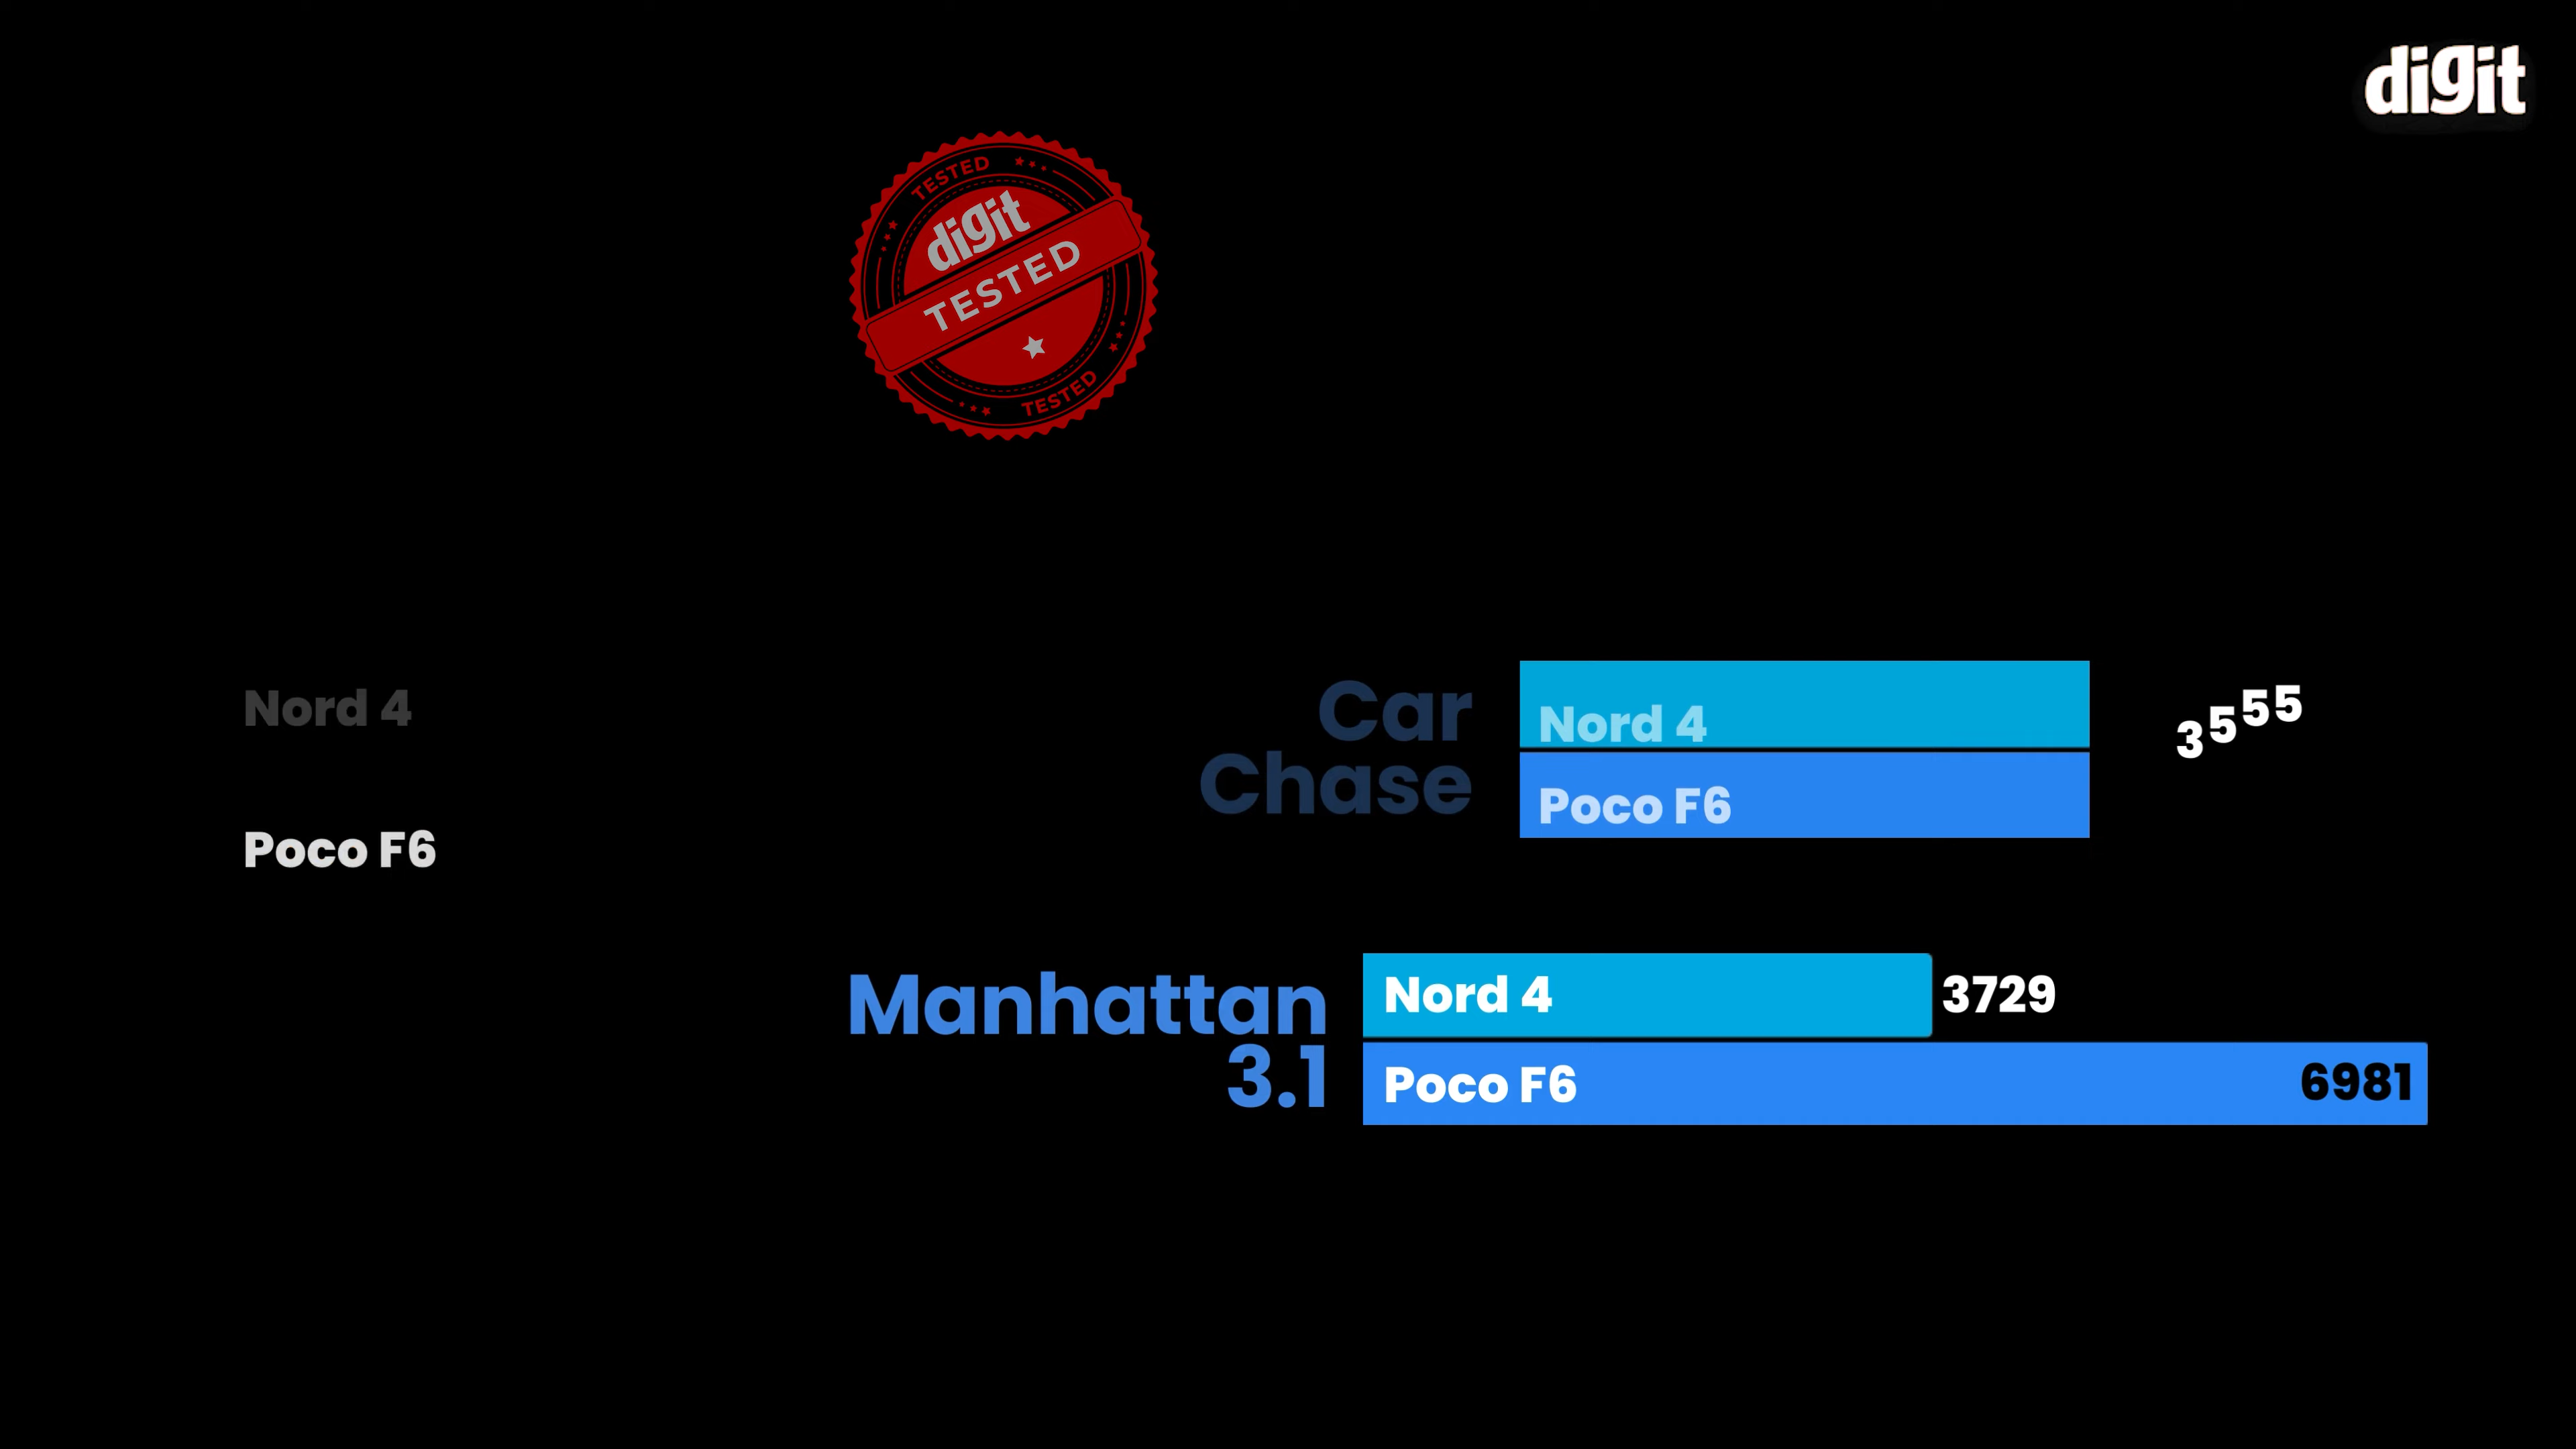 digit
TESTED
digit
TESTED
TESTED
Nord 4
Poco F6
Car
Chase
Nord 4
3555
Poco F6
Manhattan
3.1
Nord 4
3729
Poco F6
6981